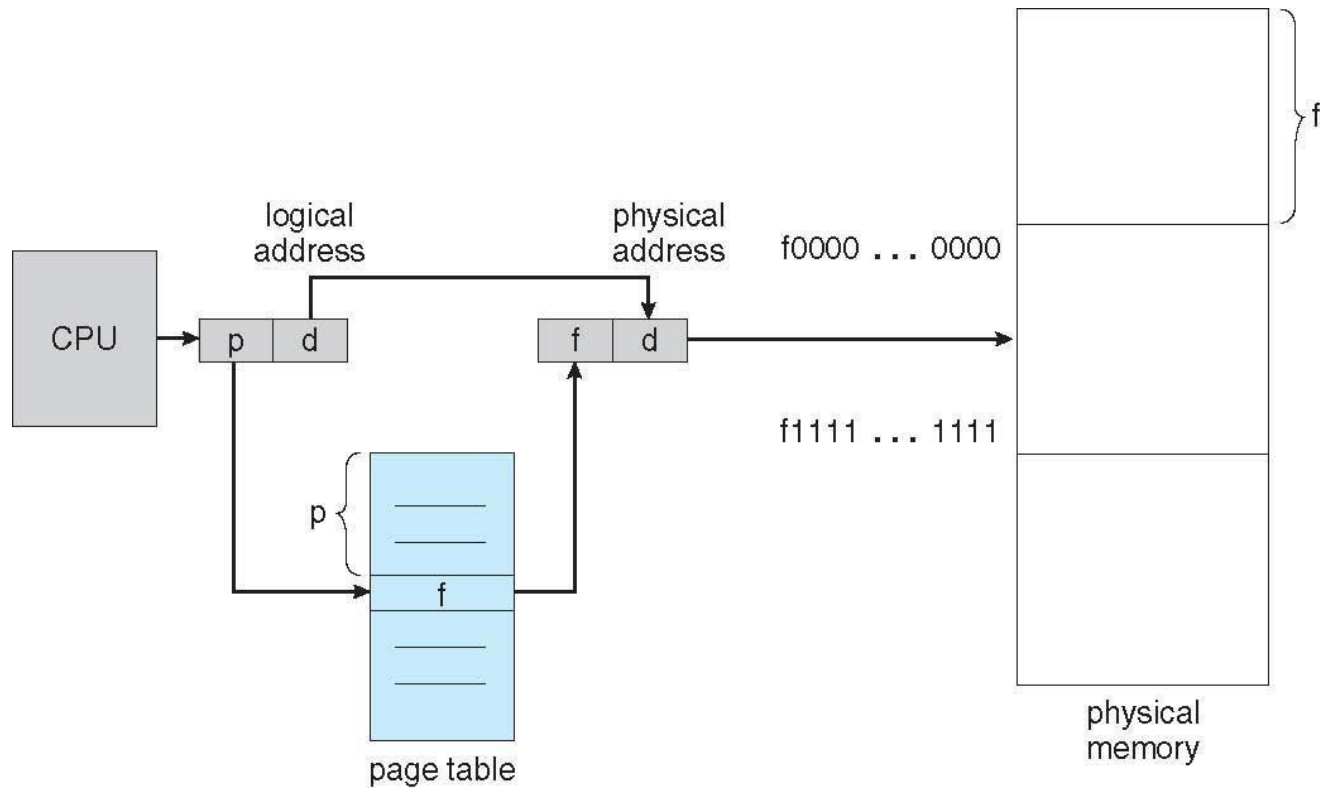 f
logical
address
physical
address
f0000 ... 0000
CPU
p
d
f
d
f1111 ... 1111
p
f
physical
memory
page table